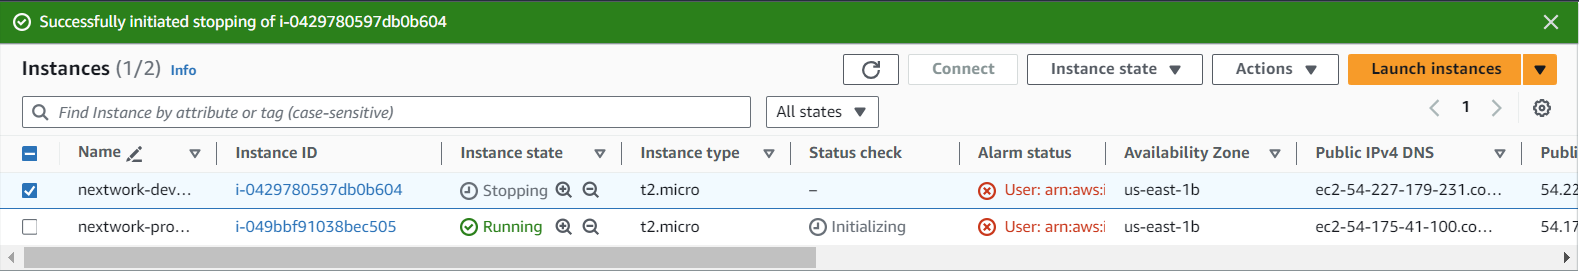 Successfully initiated stopping of i-0429780597db0b604
Instances (1/2) Info Connect Instance state Actions Launch instances
Find Instance by attribute or tag (case-sensitive) All states 1
Name Instance ID Instance state Instance type Status check Alarm status Availability Zone Public IPv4 DNS Publi
nextwork-dev... i-0429780597db0b604 Stopping t2.micro – User: arn:aws:i us-east-1b ec2-54-227-179-231.co... 54.22
nextwork-pro... i-049bbf91038bec505 Running t2.micro Initializing User: arn:aws:i us-east-1b ec2-54-175-41-100.co... 54.17